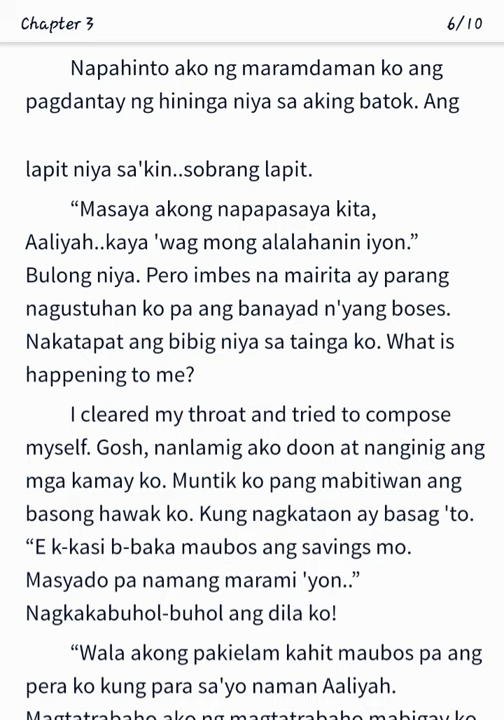 Chapter 3
6/10
Napahinto ako ng maramdaman ko ang
pagdantay ng hininga niya sa aking batok. Ang
lapit niya sa'kin..sobrang lapit.
“Masaya akong napapasaya kita,
Aaliyah..kaya 'wag mong alalahanin iyon.”
Bulong niya. Pero imbes na mairita ay parang
nagustuhan ko pa ang banayad n'yang boses.
Nakatapat ang bibig niya sa tainga ko. What is
happening to me?
I cleared my throat and tried to compose
myself. Gosh, nanlamig ako doon at nanginig ang
mga kamay ko. Muntik ko pang mabitiwan ang
basong hawak ko. Kung nagkataon ay basag 'to.
“E k-kasi b-baka maubos ang savings mo.
Masyado pa namang marami 'yon..”
Nagkakabuhol-buhol ang dila ko!
“Wala akong pakielam kahit maubos pa ang
pera ko kung para sa'yo naman Aaliyah.
Magtatrabaho ako ng magtatrabaho mabigay ko